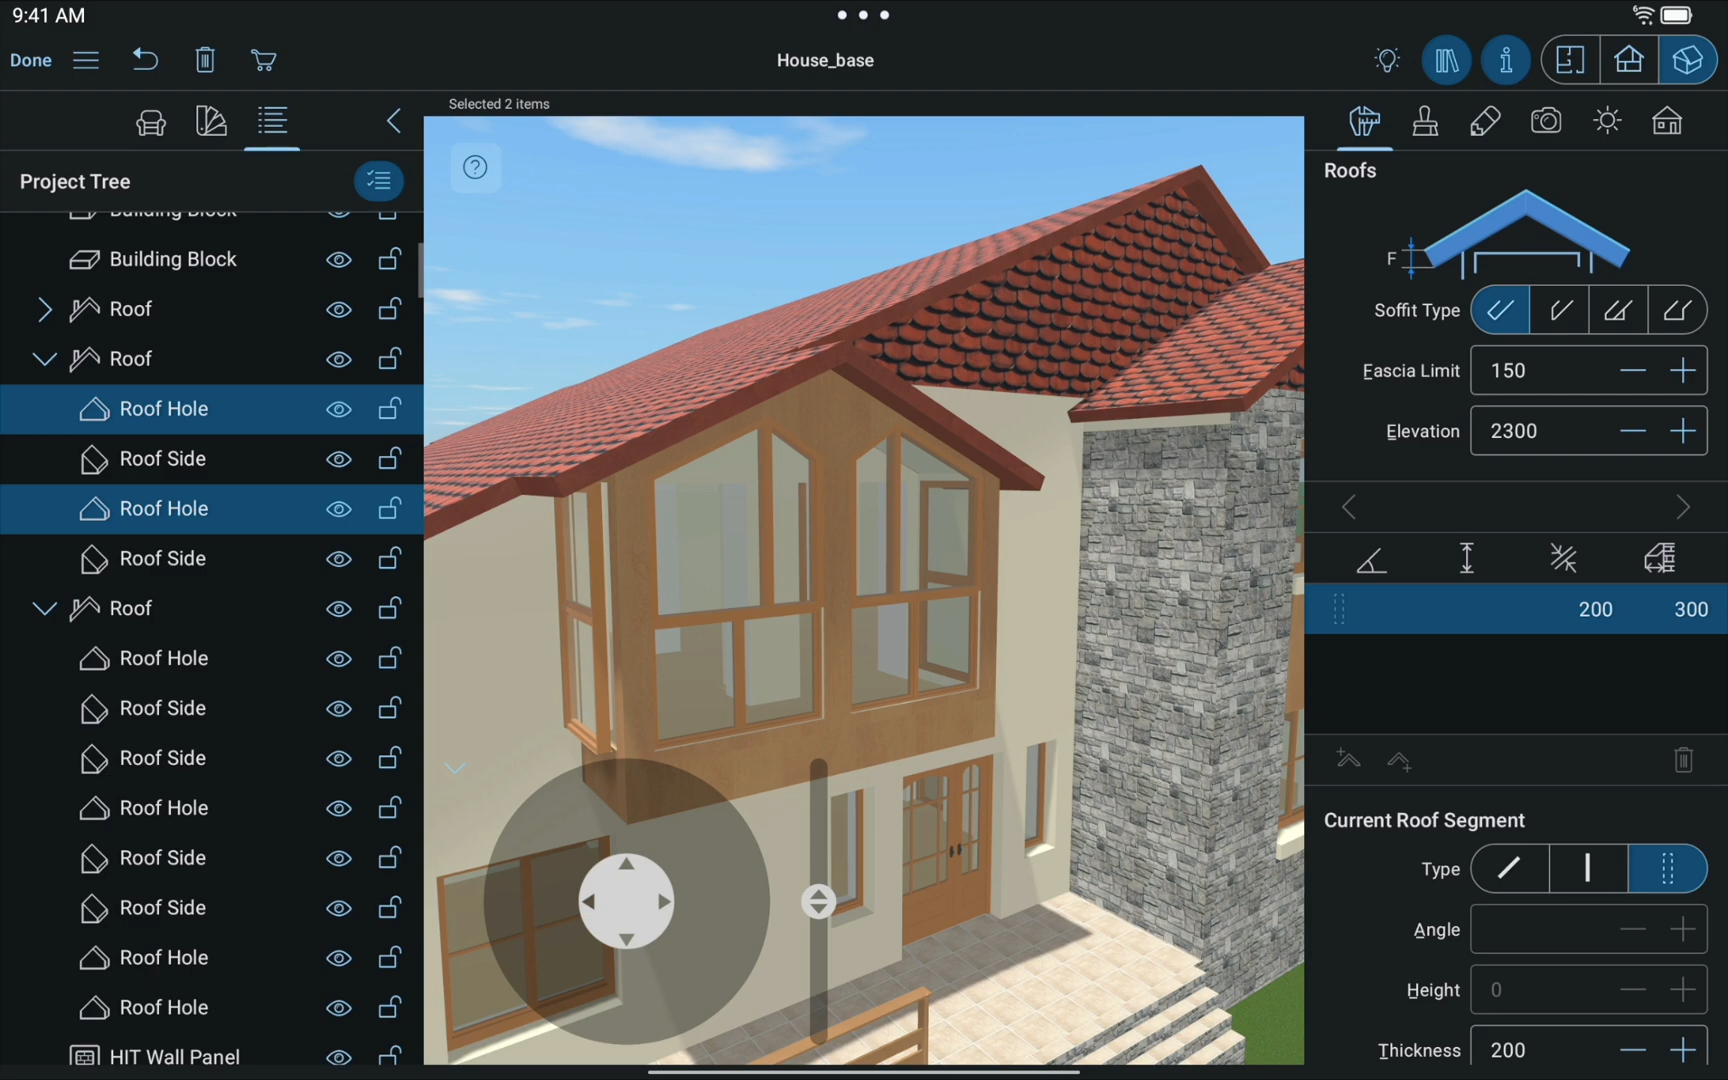 9:41 AM
Done
House_base
Selected 2 items
Project Tree
Building Block
Building Block
Roof
Roof
Roof Hole
Roof Side
Roof Hole
Roof Side
Roof
Roof Hole
Roof Side
Roof Side
Roof Hole
Roof Side
Roof Side
Roof Hole
Roof Hole
HIT Wall Panel
Roofs
F
Soffit Type
Fascia Limit 150
Elevation 2300
200 300
Current Roof Segment
Type
Angle
Height 0
Thickness 200